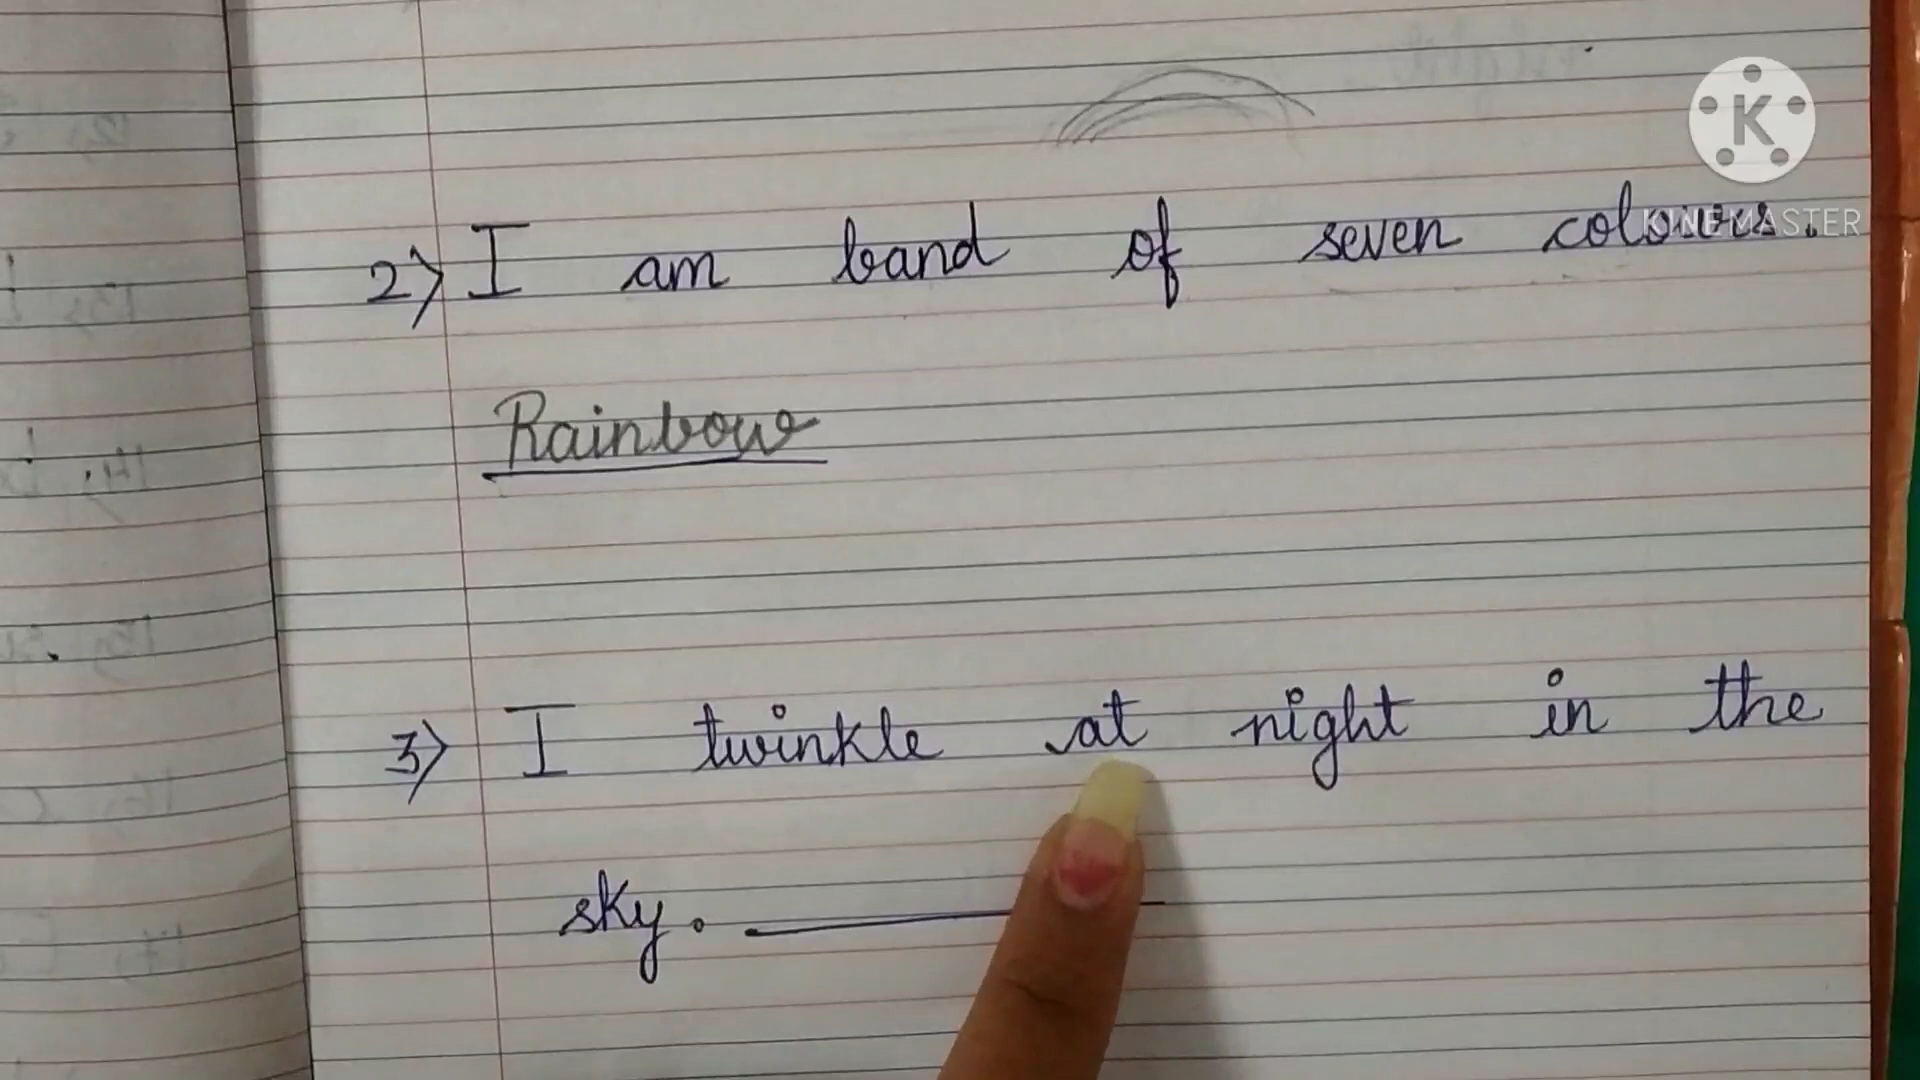 2) I am band of seven colours.
Rainbow
3) I twinkle at night in the
sky.
K
KINEMASTER